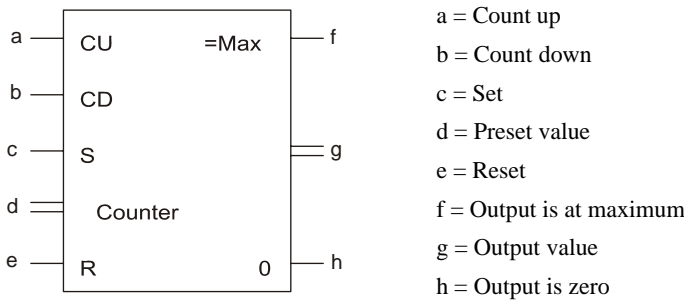 a CU =Max f
b CD
c S g
d Counter
e R 0 h
a = Count up
b = Count down
c = Set
d = Preset value
e = Reset
f = Output is at maximum
g = Output value
h = Output is zero